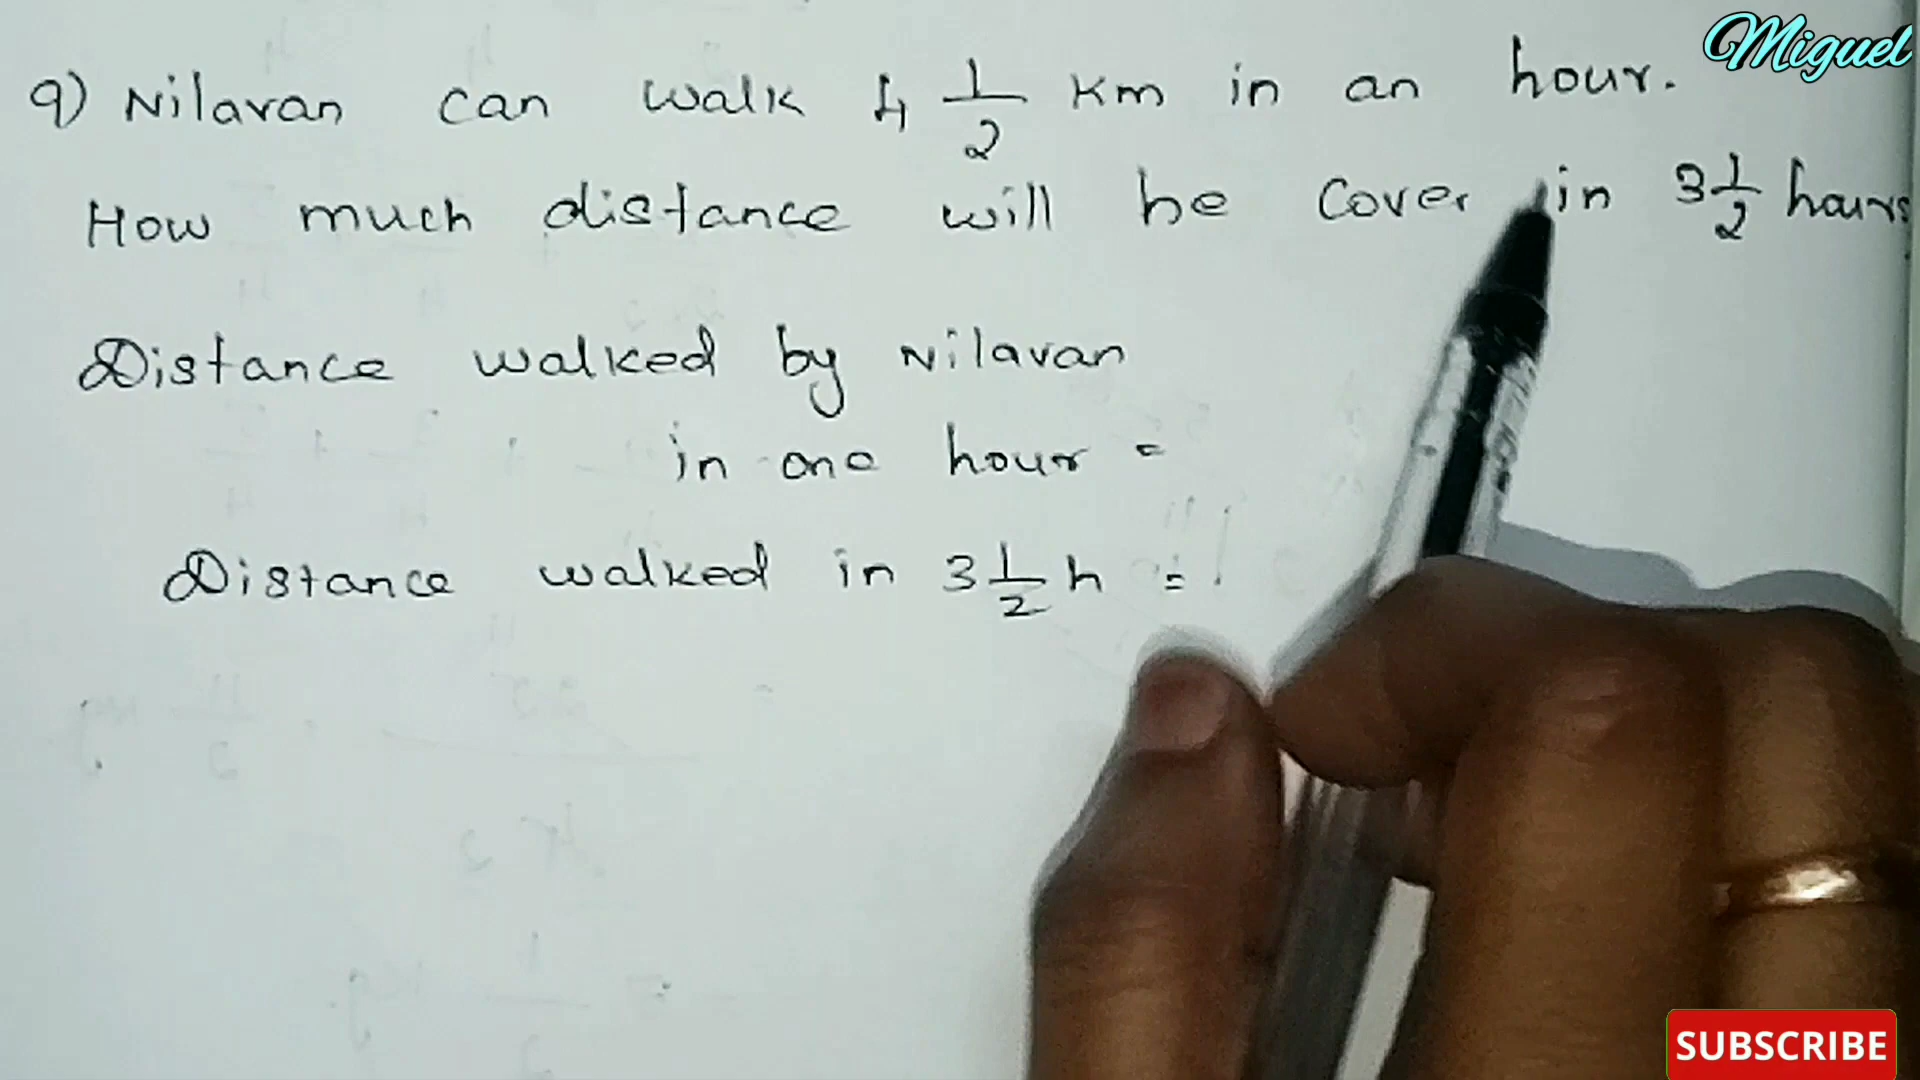 Miguel
9) Nilavan can walk 4 1/2 km in an hour.
How much distance will he cover in 3 1/2 hours
Distance walked by Nilavan
in one hour =
Distance walked in 3 1/2 h =
SUBSCRIBE